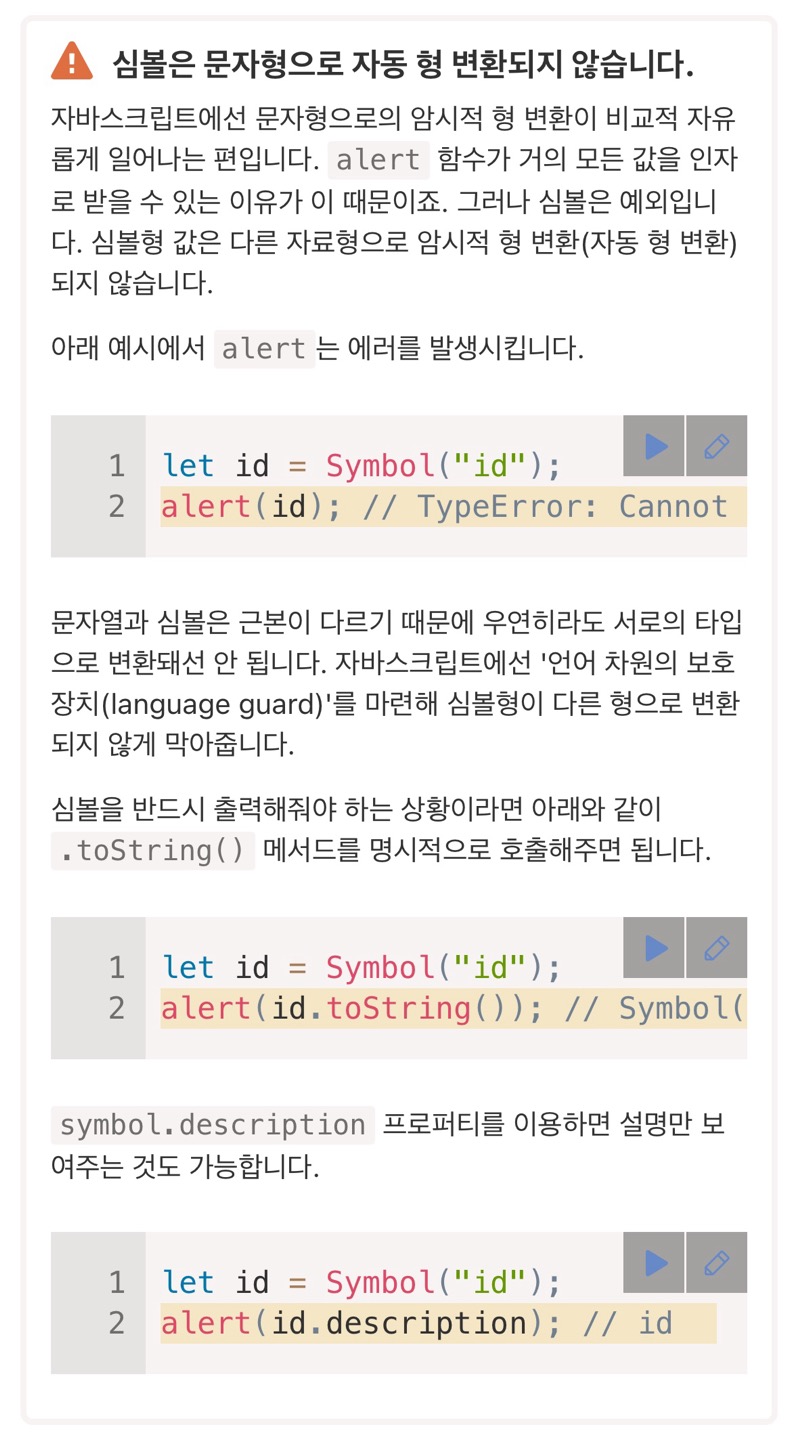 심볼은 문자형으로 자동 형 변환되지 않습니다.
자바스크립트에선 문자형으로의 암시적 형 변환이 비교적 자유
롭게 일어나는 편입니다. alert 함수가 거의 모든 값을 인자
로 받을 수 있는 이유가 이 때문이죠. 그러나 심볼은 예외입니
다. 심볼형 값은 다른 자료형으로 암시적 형 변환(자동 형 변환)
되지 않습니다.
아래 예시에서 alert는 에러를 발생시킵니다.
1 let id = Symbol("id");
2 alert(id); // TypeError: Cannot
문자열과 심볼은 근본이 다르기 때문에 우연히라도 서로의 타입
으로 변환돼선 안 됩니다. 자바스크립트에선 '언어 차원의 보호
장치(language guard)'를 마련해 심볼형이 다른 형으로 변환
되지 않게 막아줍니다.
심볼을 반드시 출력해줘야 하는 상황이라면 아래와 같이
.toString() 메서드를 명시적으로 호출해주면 됩니다.
1 let id = Symbol("id");
2 alert(id.toString()); // Symbol(
symbol.description 프로퍼티를 이용하면 설명만 보
여주는 것도 가능합니다.
1 let id = Symbol("id");
2 alert(id.description); // id